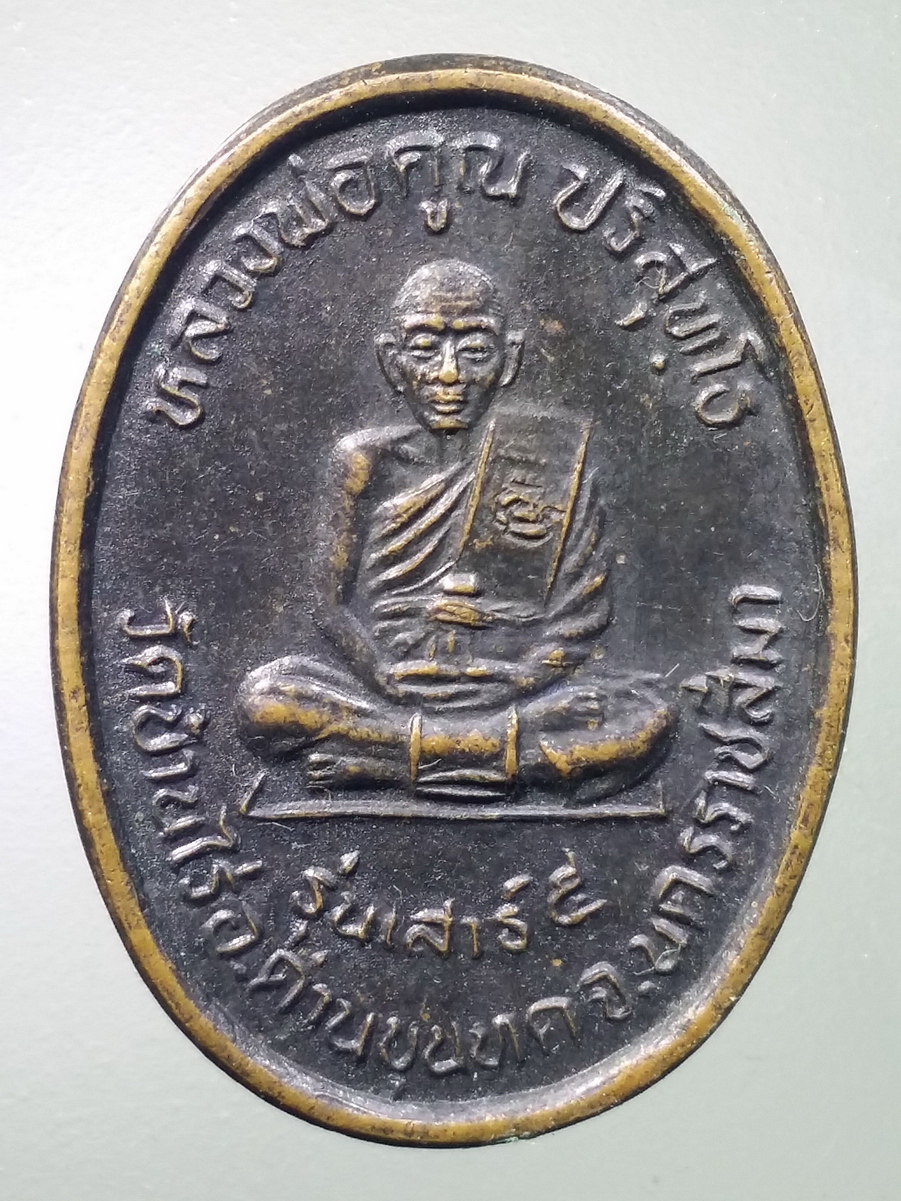 หลวงพ่อคูณ ปริสุทฺโธ
รุ่นเสาร์ ๕
วัดบ้านไร่ อ.ด่านขุนทด จ.นครราชสีมา